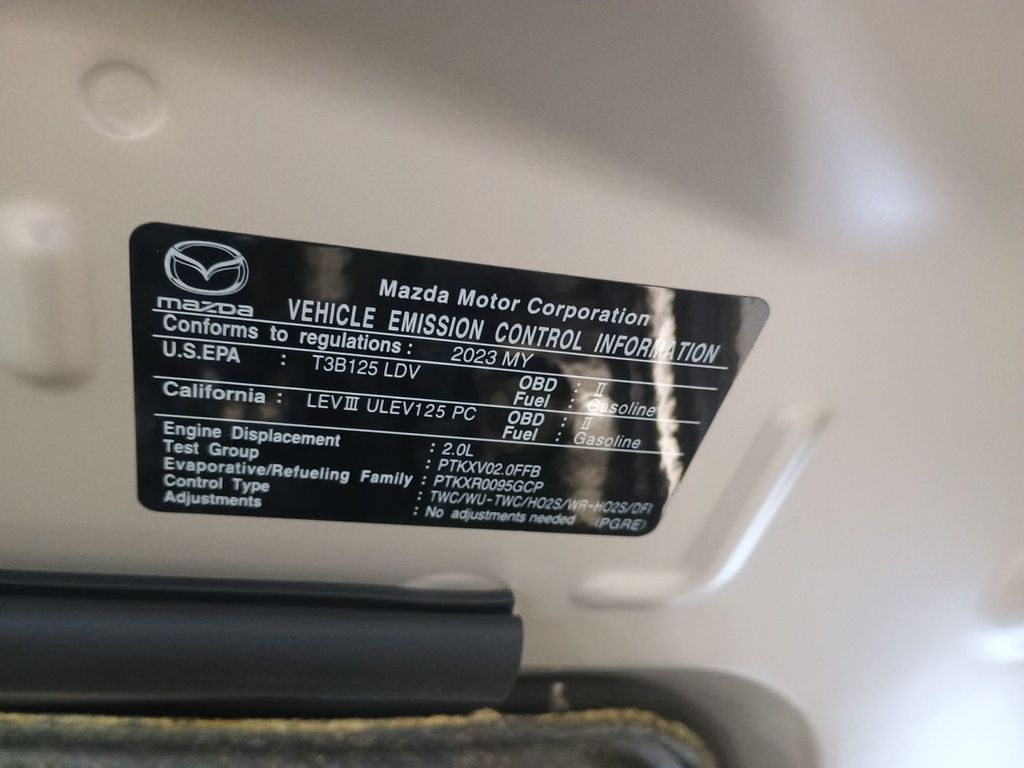 mazda
Mazda Motor Corporation
VEHICLE EMISSION CONTROL INFORMATION
Conforms to regulations : 2023 MY
U.S.EPA : T3B125 LDV OBD : II
Fuel : Gasoline
California : LEVIII ULEV125 PC OBD : II
Fuel : Gasoline
Engine Displacement : 2.0L
Test Group : PTKXV02.0FFB
Evaporative/Refueling Family : PTKXR0095GCP
Control Type : TWC/WU-TWC/HO2S/WR-HO2S/DFI
Adjustments : No adjustments needed (PGRE)